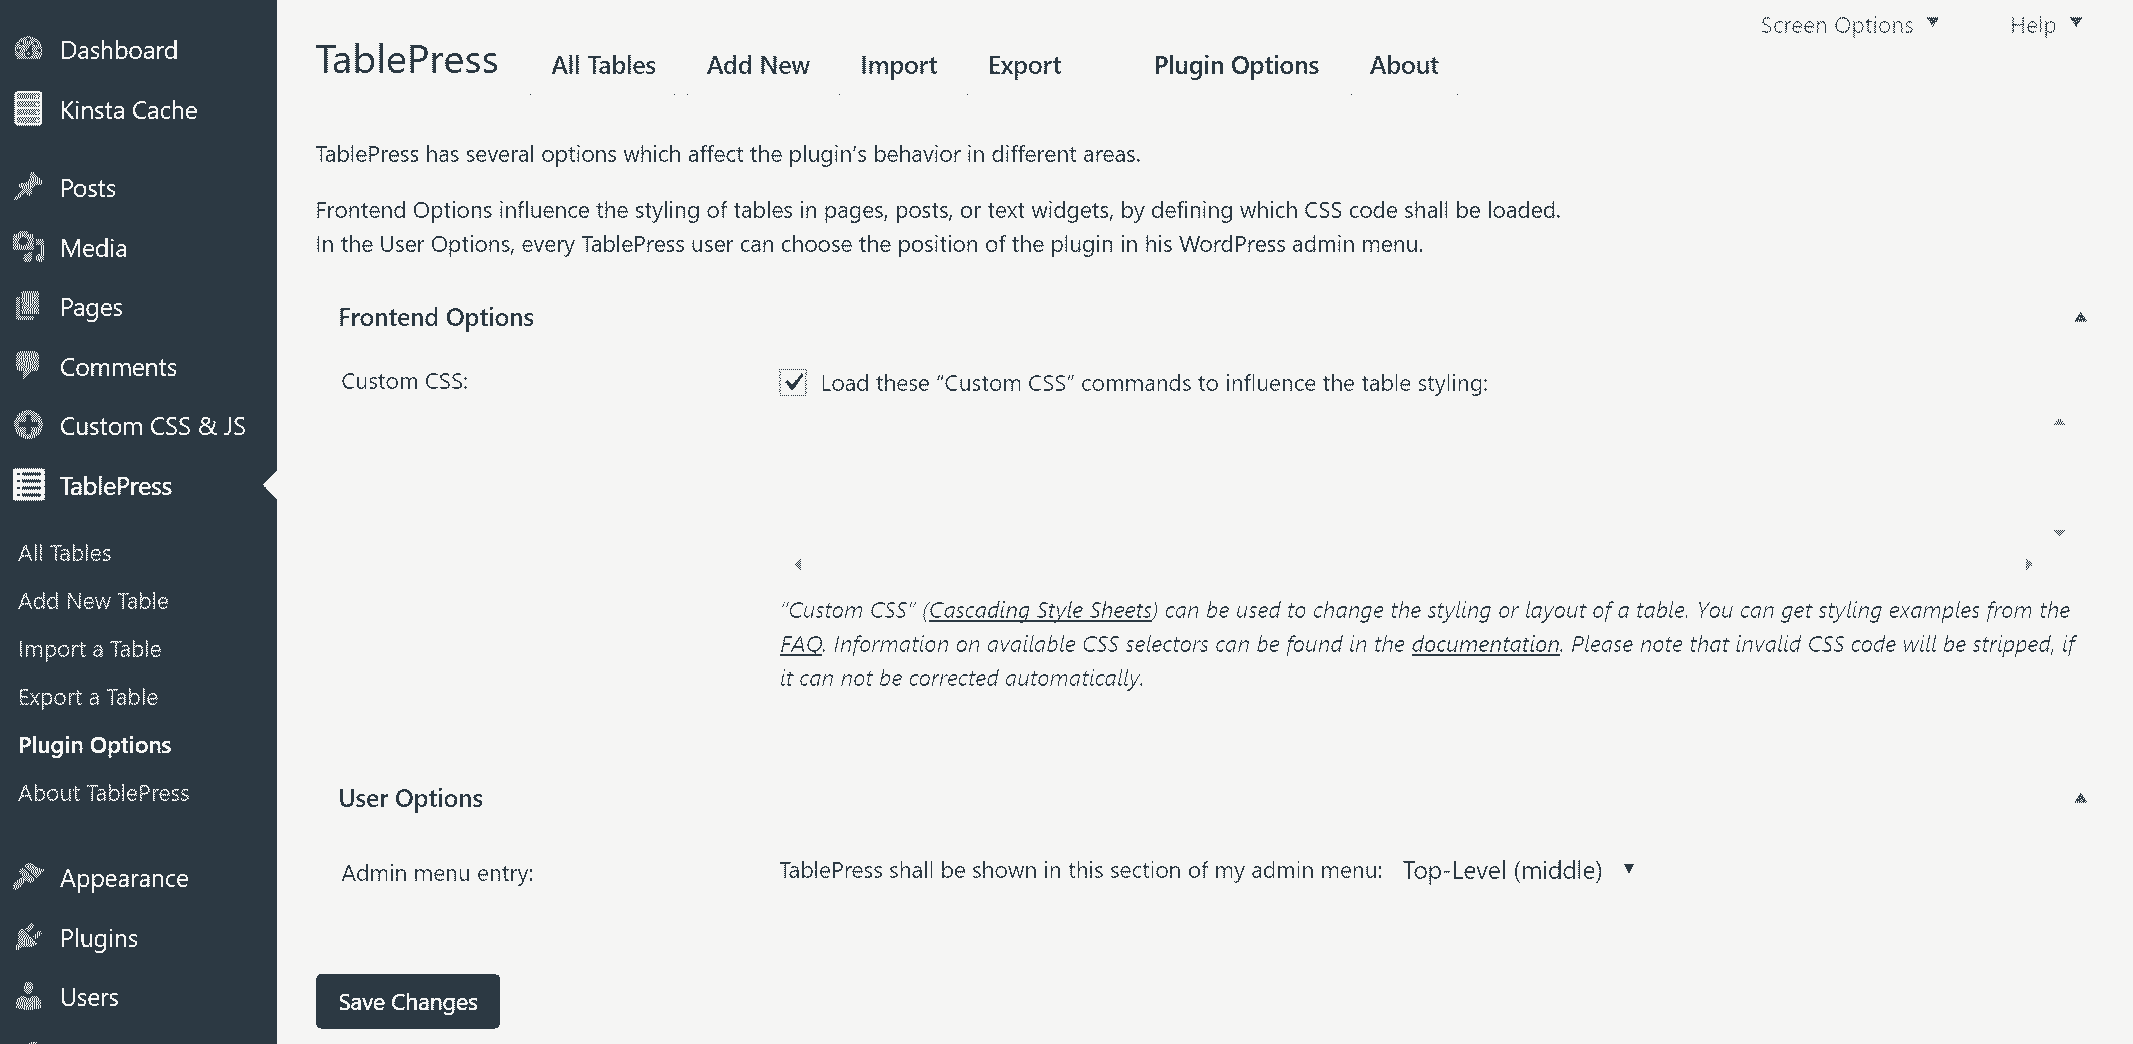 Dashboard
Kinsta Cache
Posts
Media
Pages
Comments
Custom CSS & JS
TablePress
All Tables
Add New Table
Import a Table
Export a Table
Plugin Options
About TablePress
Appearance
Plugins
Users
Screen Options
Help
TablePress
All Tables
Add New
Import
Export
Plugin Options
About
TablePress has several options which affect the plugin's behavior in different areas.
Frontend Options influence the styling of tables in pages, posts, or text widgets, by defining which CSS code shall be loaded.
In the User Options, every TablePress user can choose the position of the plugin in his WordPress admin menu.
Frontend Options
Custom CSS:
Load these “Custom CSS” commands to influence the table styling:
“Custom CSS” (Cascading Style Sheets) can be used to change the styling or layout of a table. You can get styling examples from the
FAQ. Information on available CSS selectors can be found in the documentation. Please note that invalid CSS code will be stripped, if
it can not be corrected automatically.
User Options
Admin menu entry:
TablePress shall be shown in this section of my admin menu: Top-Level (middle)
Save Changes